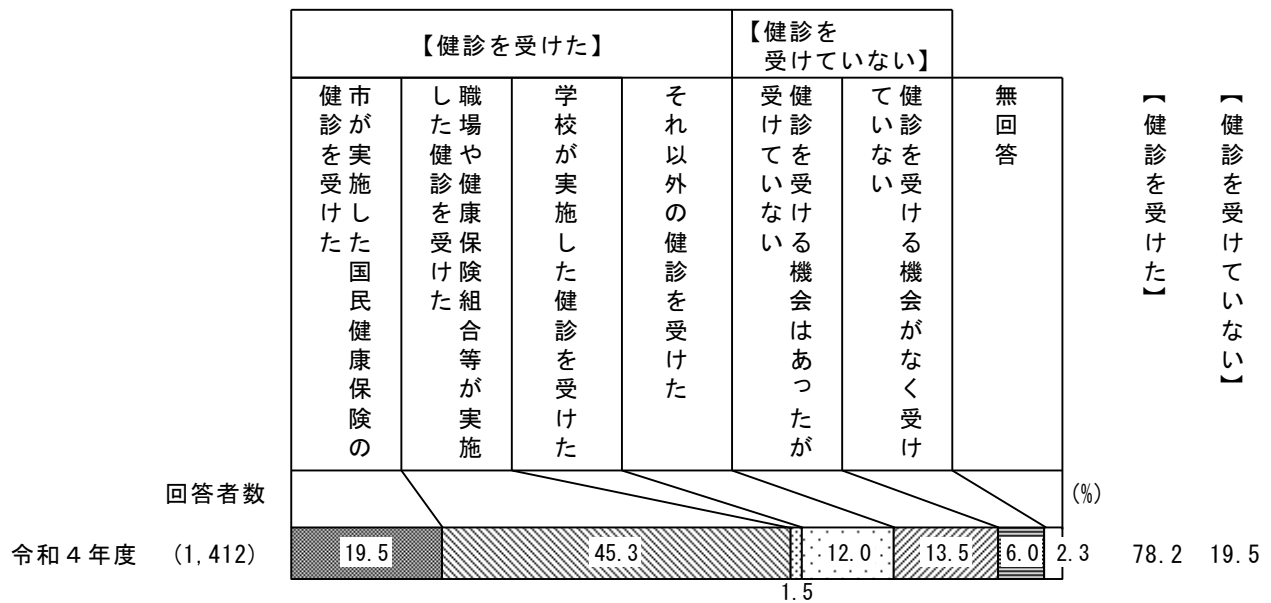 【健診を受けた】
【健診を
受けていない】
市が実施した国民健康保険の
健診を受けた
職場や健康保険組合等が実施
した健診を受けた
学校が実施した健診を受けた
それ以外の健診を受けた
健診を受ける機会はあったが
受けていない
健診を受ける機会がなく受け
ていない
無回答
【健診を受けた】
【健診を受けていない】
回答者数
(%)
令和４年度 (1,412) 19.5 45.3 12.0 13.5 6.0 2.3 78.2 19.5
1.5